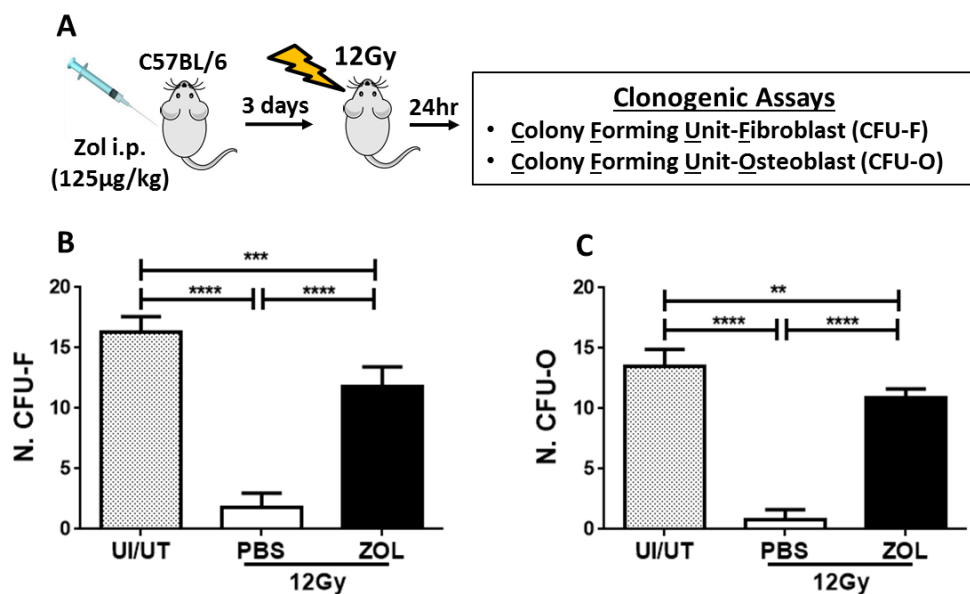 A
C57BL/6
12Gy
3 days
24hr
Zol i.p.
(125µg/kg)
Clonogenic Assays
• Colony Forming Unit-Fibroblast (CFU-F)
• Colony Forming Unit-Osteoblast (CFU-O)
B
***
**** ****
20
15
10
5
0
N. CFU-F
UI/UT PBS ZOL
12Gy
C
**
**** ****
20
15
10
5
0
N. CFU-O
UI/UT PBS ZOL
12Gy